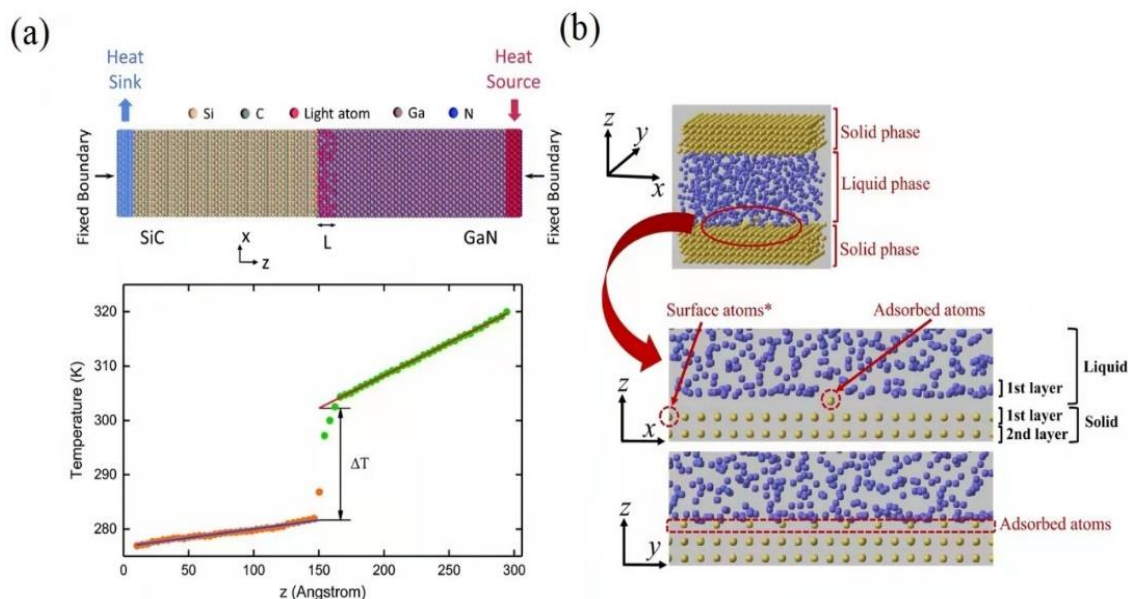 (a)
Heat
Sink
Heat
Source
Si
C
Light atom
Ga
N
Fixed Boundary
Fixed Boundary
SiC
L
GaN
x
z
320
310
300
290
280
Temperature (K)
ΔT
0
50
100
150
200
250
300
z (Angstrom)
(b)
z
y
x
Solid phase
Liquid phase
Solid phase
Surface atoms*
Adsorbed atoms
Liquid
1st layer
1st layer
2nd layer
Solid
z
x
z
y
Adsorbed atoms